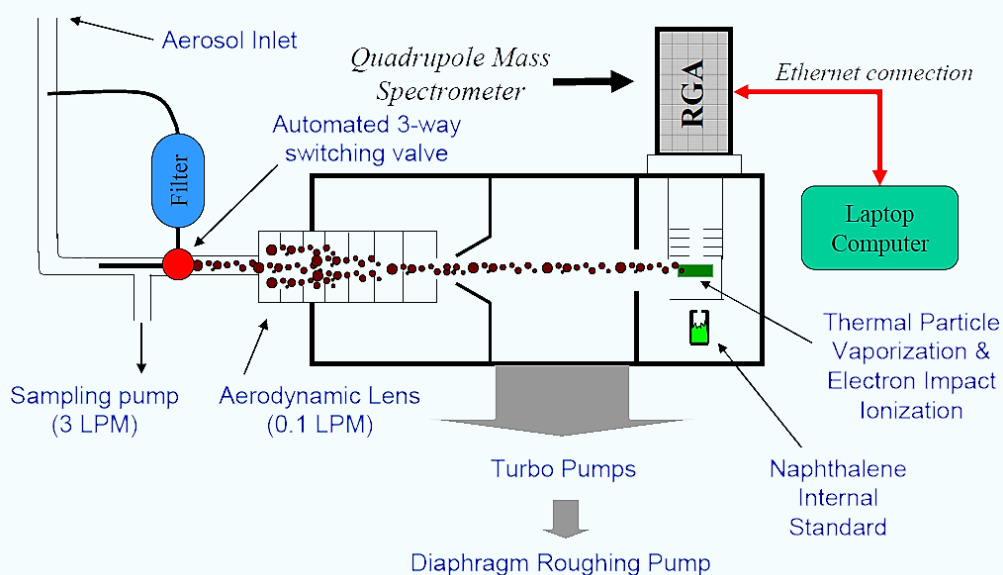 Aerosol Inlet
Quadrupole Mass
Spectrometer
RGA
Ethernet connection
Automated 3-way
switching valve
Filter
Laptop
Computer
Sampling pump
(3 LPM)
Aerodynamic Lens
(0.1 LPM)
Thermal Particle
Vaporization &
Electron Impact
Ionization
Turbo Pumps
Naphthalene
Internal
Standard
Diaphragm Roughing Pump